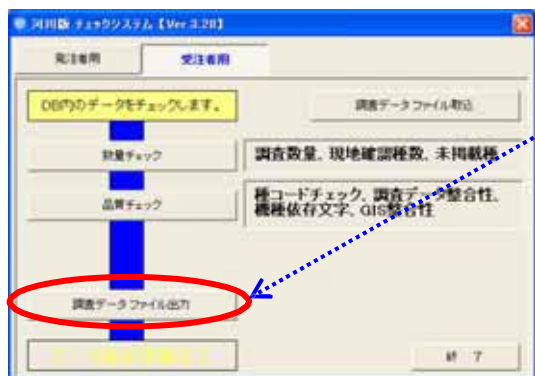 河川版 チェックシステム【Ver 3.20】
発注者用
受注者用
DB内のデータをチェックします。
調査データファイル取込
数量チェック
調査数量、現地確認種数、未掲載種
品質チェック
種コードチェック、調査データ整合性、
機種依存文字、GIS整合性
調査データファイル出力
終 了